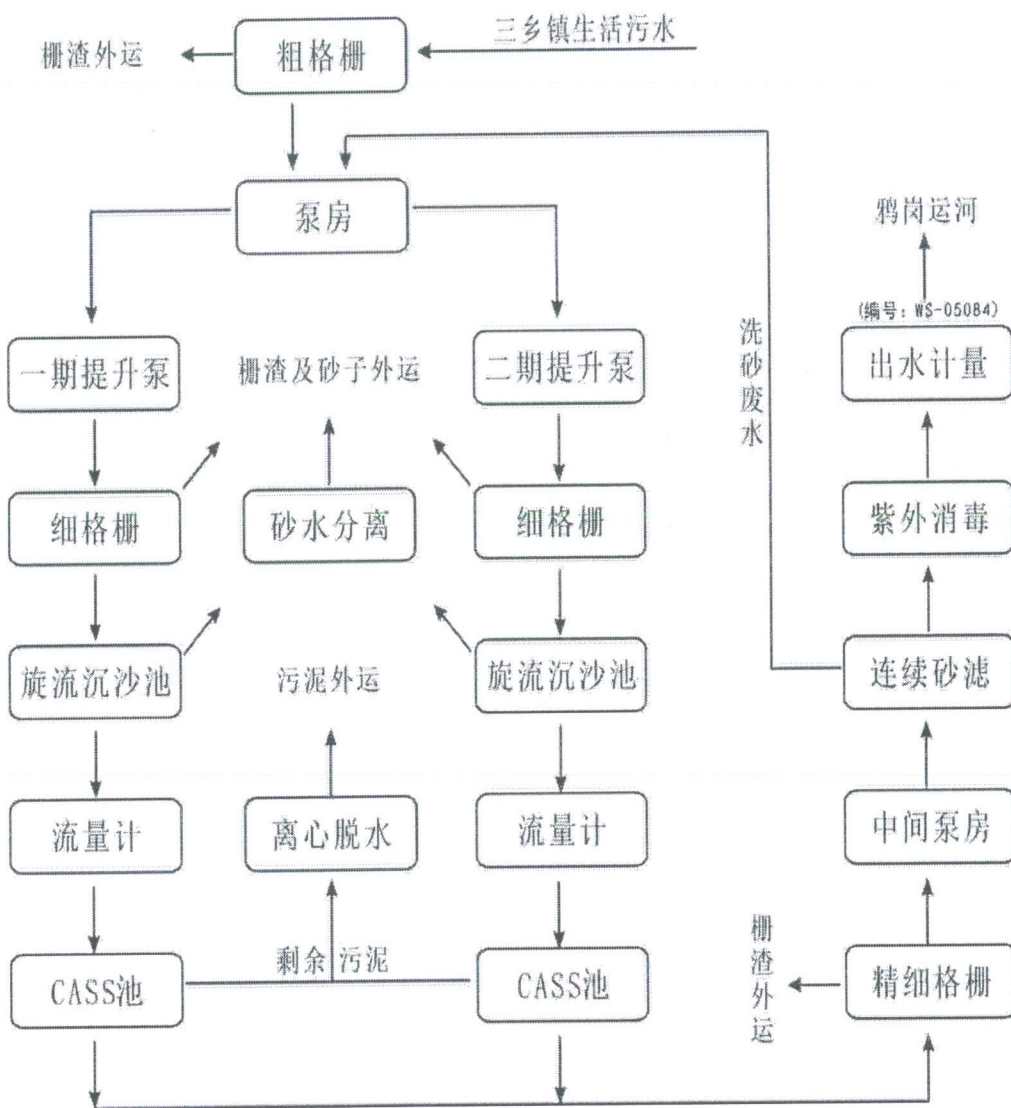 三乡镇生活污水
栅渣外运
粗格栅
泵房
鸦岗运河
(编号: WS-05084)
一期提升泵
栅渣及砂子外运
二期提升泵
洗砂废水
出水计量
细格栅
砂水分离
细格栅
紫外消毒
旋流沉沙池
污泥外运
旋流沉沙池
连续砂滤
流量计
离心脱水
流量计
中间泵房
剩余污泥
CASS池
CASS池
栅渣外运
精细格栅